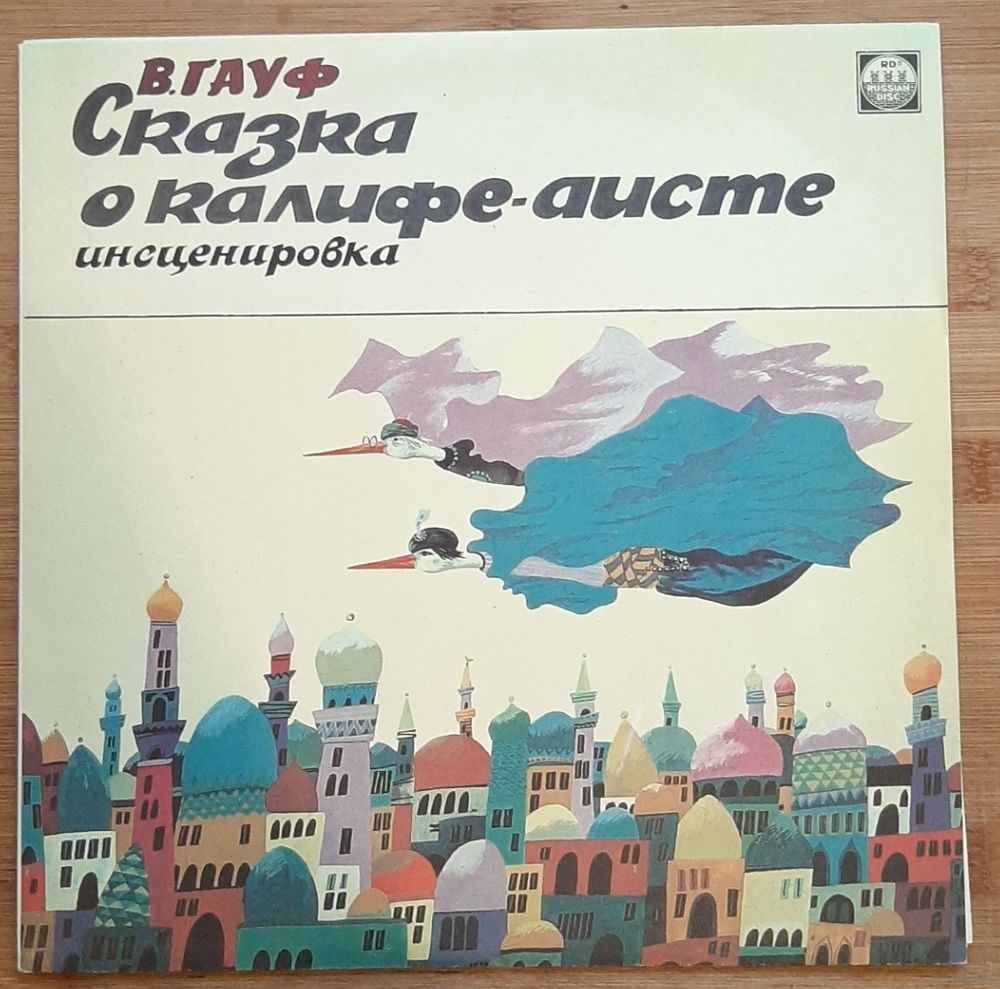 В. ГАУФ
Сказка
о калифе-аисте
инсценировка
RD®
RUSSIAN
DISC